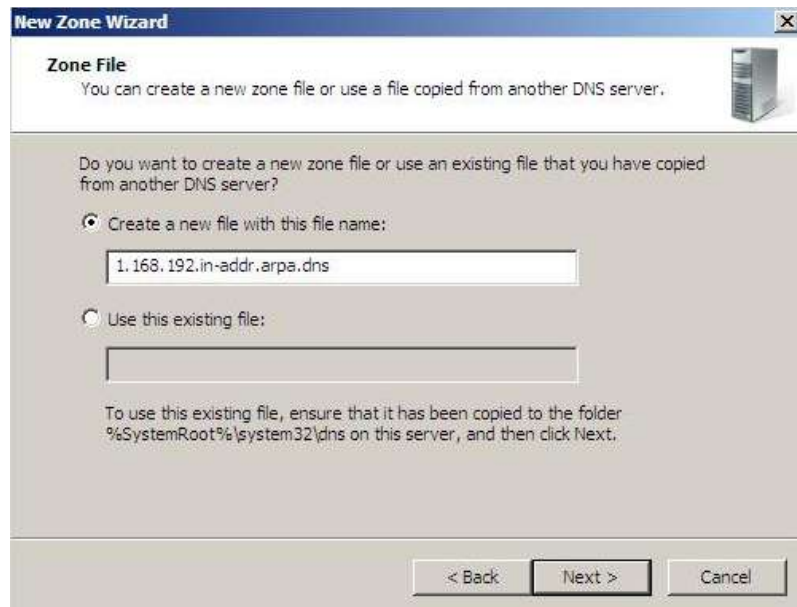 New Zone Wizard
Zone File
You can create a new zone file or use a file copied from another DNS server.
Do you want to create a new zone file or use an existing file that you have copied
from another DNS server?
Create a new file with this file name:
1.168.192.in-addr.arpa.dns
Use this existing file:
To use this existing file, ensure that it has been copied to the folder
%SystemRoot%\system32\dns on this server, and then click Next.
< Back Next > Cancel